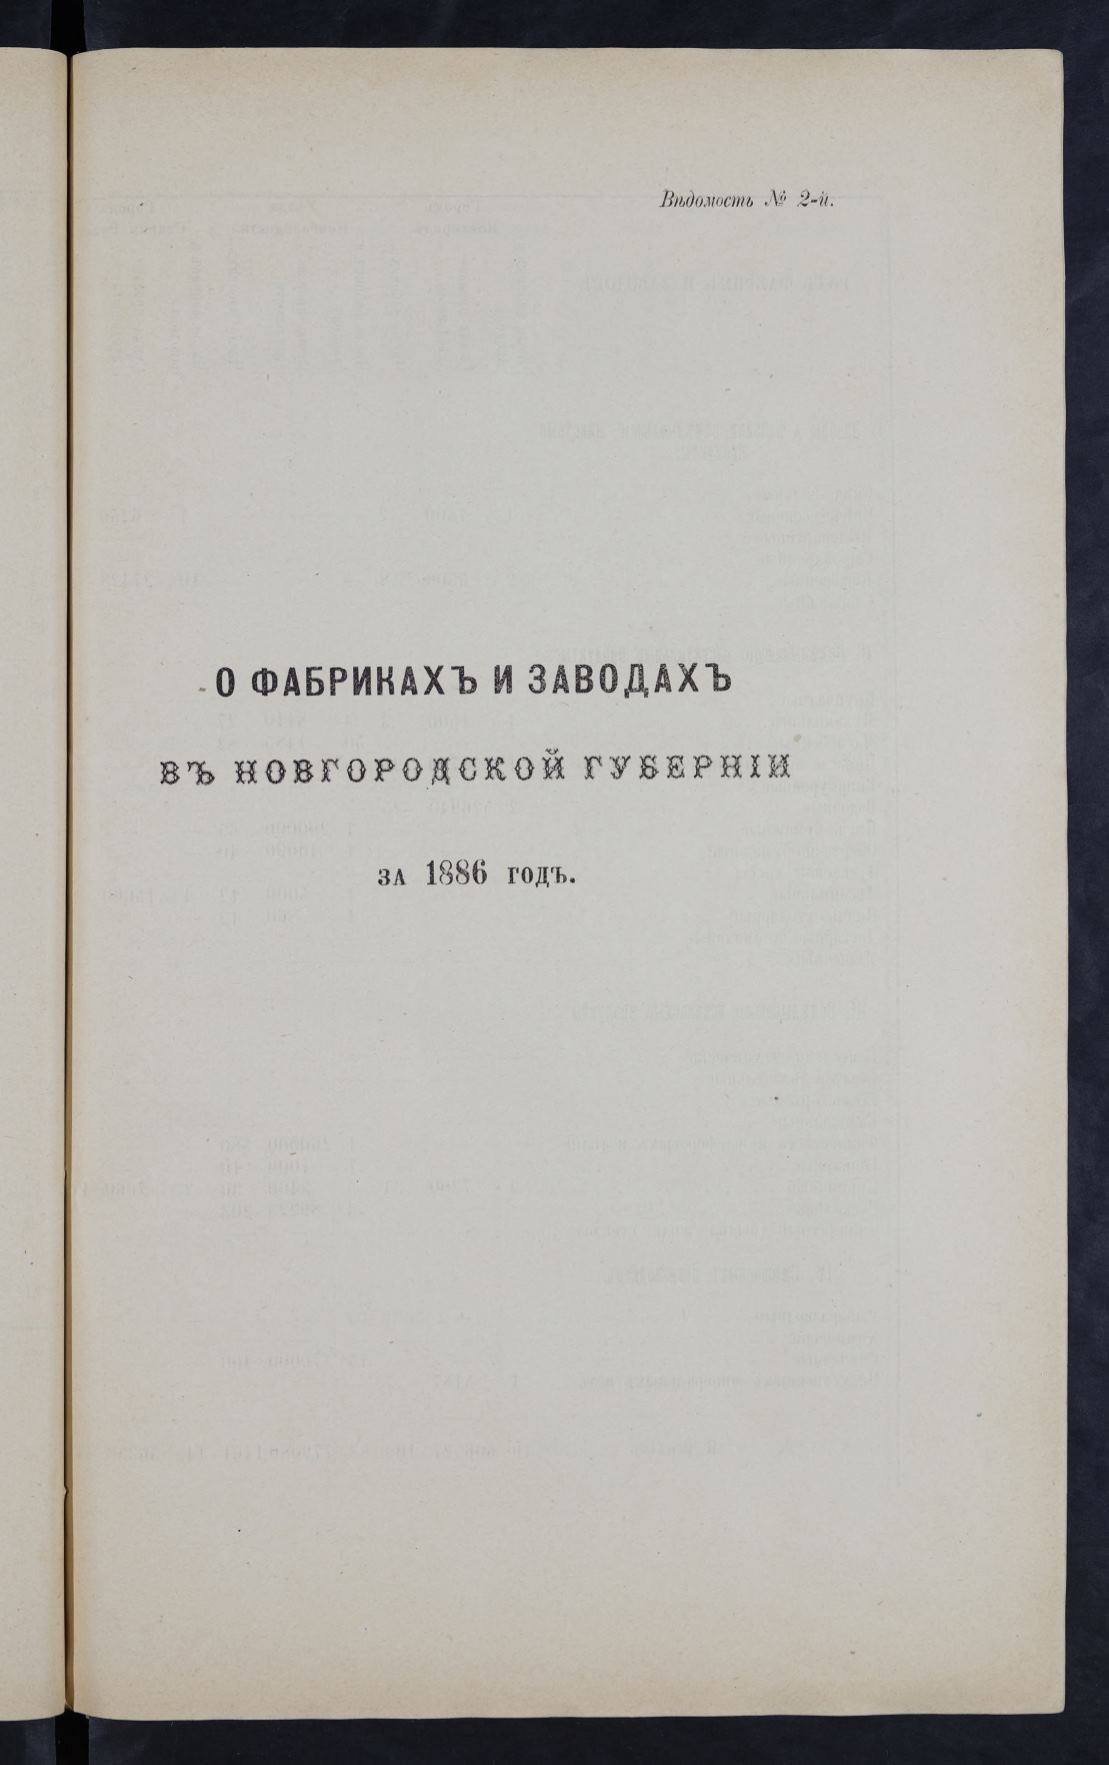 Вѣдомость № 2-й.
О ФАБРИКАХЪ И ЗАВОДАХЪ
ВЪ НОВГОРОДСКОЙ ГУБЕРНІИ
ЗА 1886 ГОДЪ.